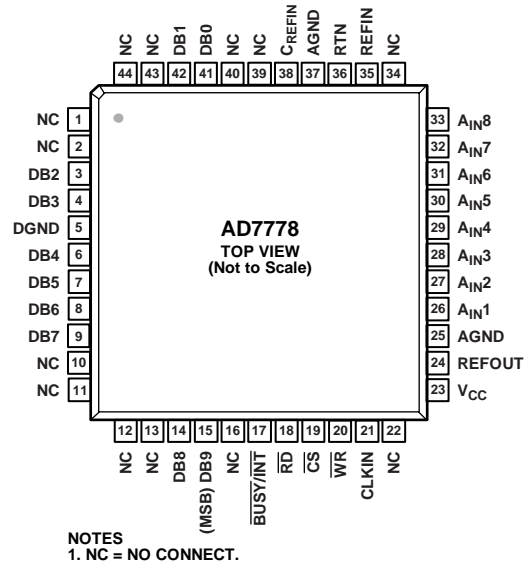 NC
NC
DB1
DB0
NC
NC
CREFIN
AGND
RTN
REFIN
NC
44 43 42 41 40 39 38 37 36 35 34
NC 1
NC 2
DB2 3
DB3 4
DGND 5
DB4 6
DB5 7
DB6 8
DB7 9
NC 10
NC 11
AD7778
TOP VIEW
(Not to Scale)
33 AIN8
32 AIN7
31 AIN6
30 AIN5
29 AIN4
28 AIN3
27 AIN2
26 AIN1
25 AGND
24 REFOUT
23 VCC
12 13 14 15 16 17 18 19 20 21 22
NC
NC
DB8
(MSB) DB9
NC
BUSY/INT
RD
CS
WR
CLKIN
NC
NOTES
1. NC = NO CONNECT.